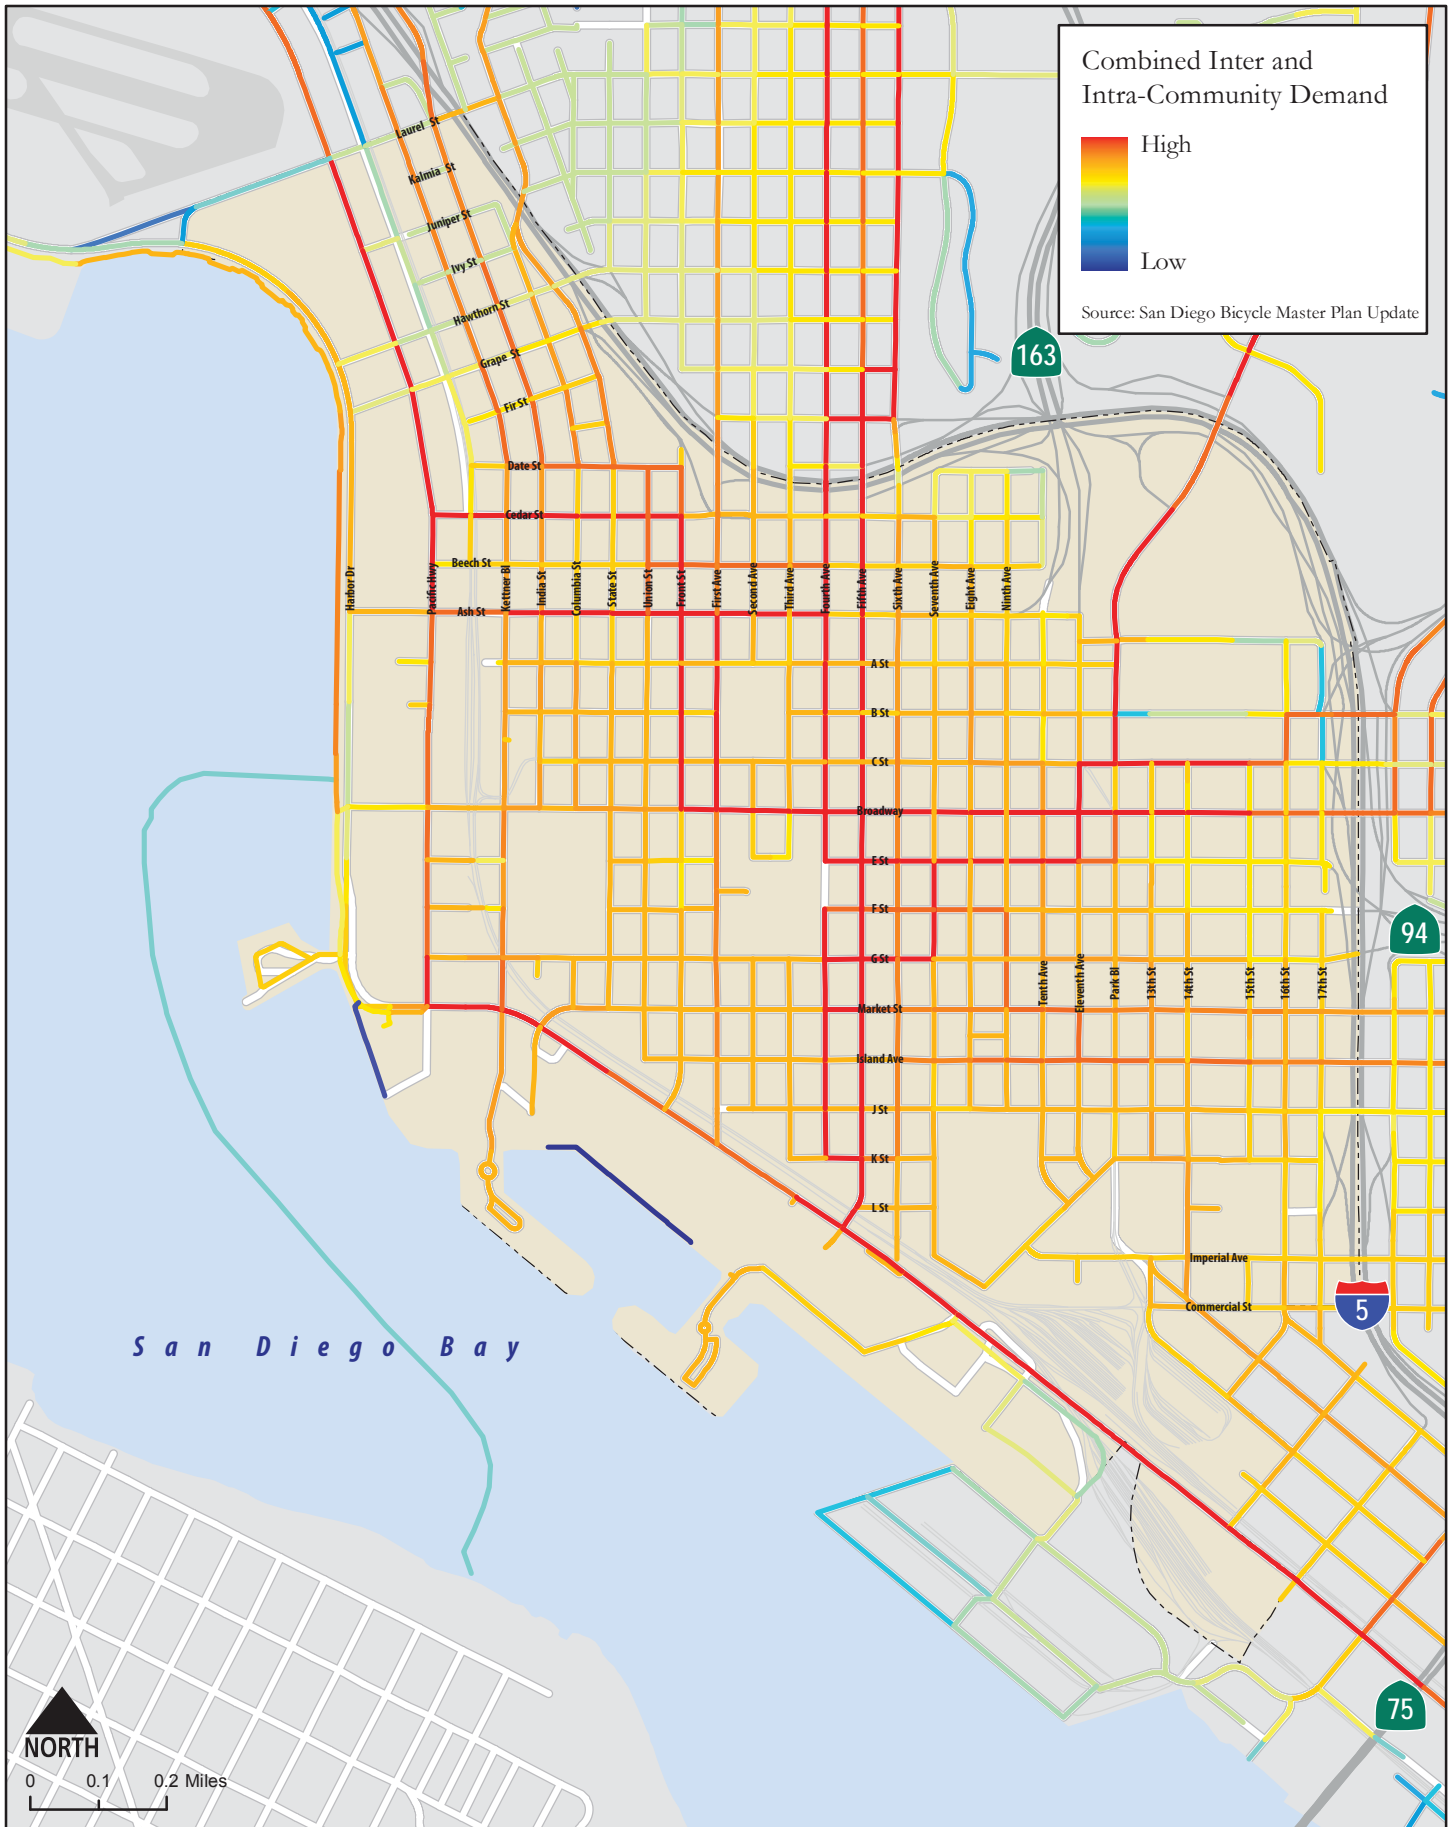 Combined Inter and
Intra-Community Demand
High
Low
Source: San Diego Bicycle Master Plan Update
Laurel St
Kalmia St
Juniper St
Ivy St
Hawthorn St
Grape St
Fir St
163
Date St
Cedar St
Beech St
Harbor Dr
Pacific Hwy
Kettner Bl
India St
Columbia St
State St
Union St
Front St
First Ave
Second Ave
Third Ave
Fourth Ave
Fifth Ave
Sixth Ave
Seventh Ave
Eight Ave
Ninth Ave
Ash St
A St
B St
C St
Broadway
E St
F St
94
G St
Tenth Ave
Eleventh Ave
Park Bl
13th St
14th St
15th St
16th St
17th St
Market St
Island Ave
J St
K St
L St
Imperial Ave
Commercial St
5
San Diego Bay
75
NORTH
0 0.1 0.2 Miles